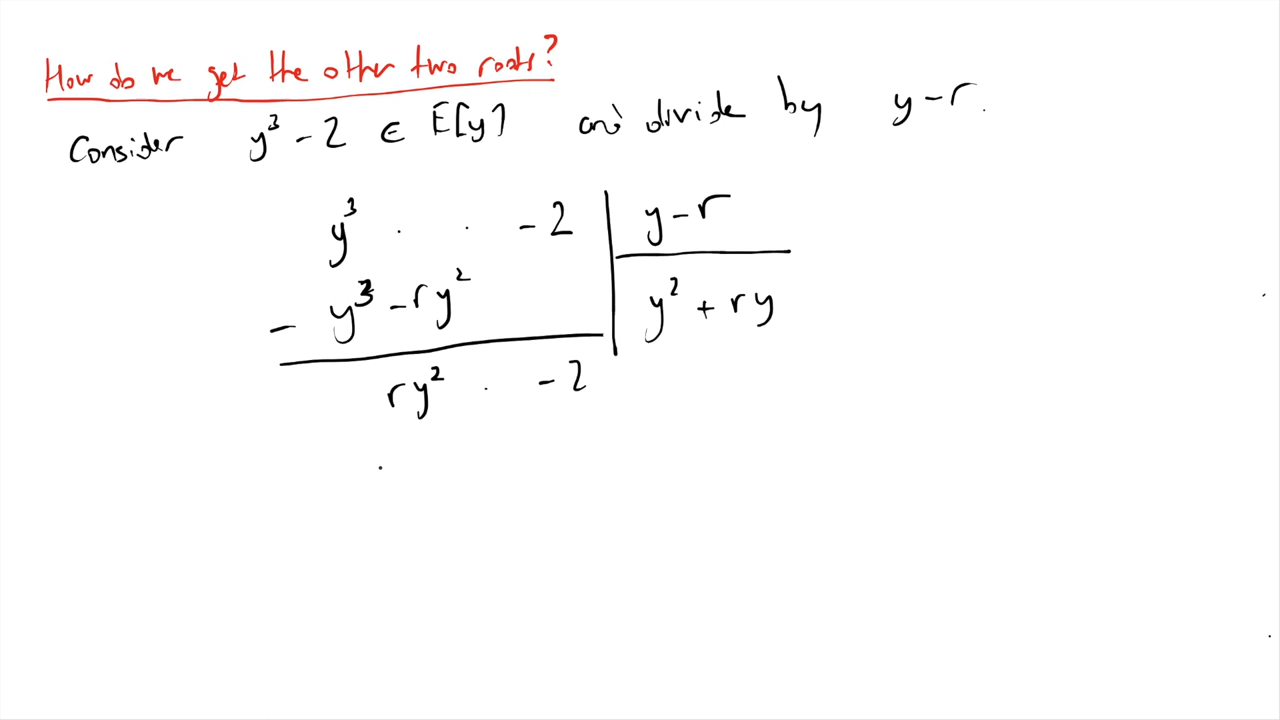 How do we get the other two roots?
Consider y³ - 2 ∈ E[y] and divide by y - r.
y³ · · - 2 | y - r
- y³ - ry² | y² + ry
ry² · - 2